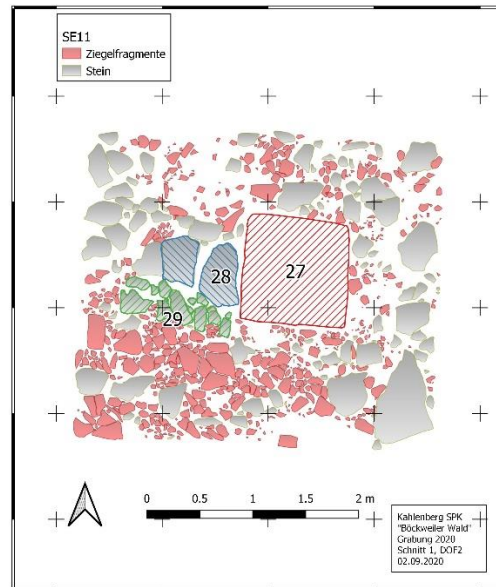 SE11
Ziegelfragmente
Stein
27
28
29
0 0.5 1 1.5 2 m
Kahlenberg SPK
"Böckweiler Wald"
Grabung 2020
Schnitt 1, DOF2
02.09.2020